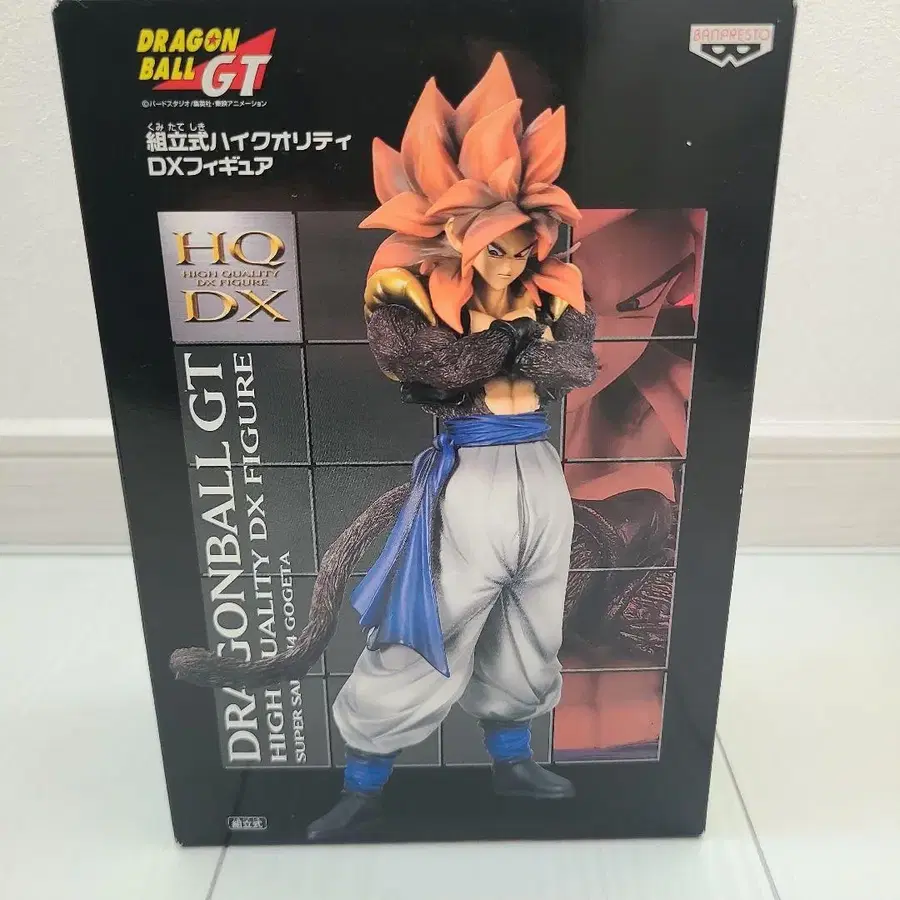 DRAGON
BALL GT
©バードスタジオ/集英社・東映アニメーション
BANPRESTO
くみたてしき
組立式ハイクオリティ
DXフィギュア
HQ
HIGH QUALITY
DX FIGURE
DX
DRAGONBALL GT
HIGH QUALITY DX FIGURE
SUPER SAI 4 GOGETA
組立式